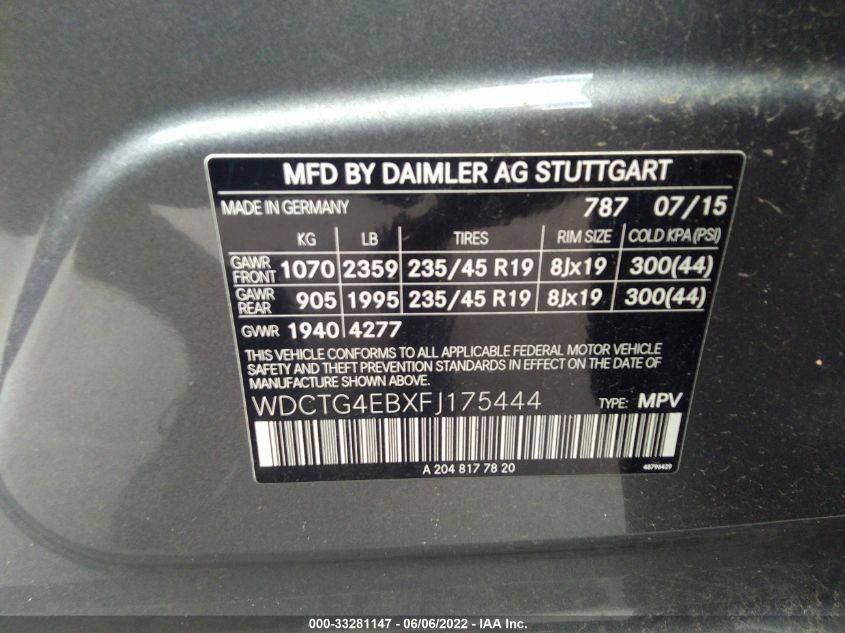 MFD BY DAIMLER AG STUTTGART
MADE IN GERMANY 787 07/15
KG LB TIRES RIM SIZE COLD KPA (PSI)
GAWR FRONT 1070 2359 235/45 R19 8Jx19 300(44)
GAWR REAR 905 1995 235/45 R19 8Jx19 300(44)
GVWR 1940 4277
THIS VEHICLE CONFORMS TO ALL APPLICABLE FEDERAL MOTOR VEHICLE
SAFETY AND THEFT PREVENTION STANDARDS IN EFFECT ON THE DATE OF
MANUFACTURE SHOWN ABOVE.
WDCTG4EBXFJ175444 TYPE: MPV
A 204 817 78 20
000-33281147 - 06/06/2022 - IAA Inc.